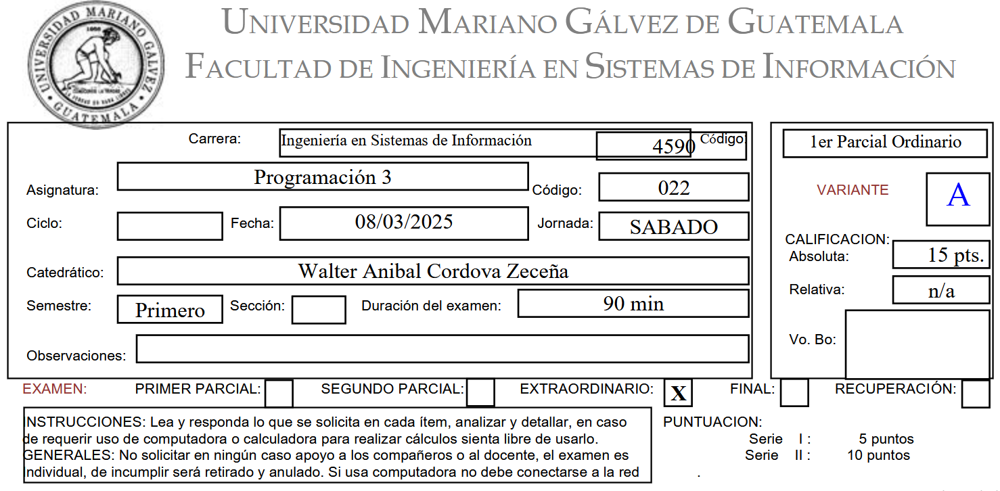 UNIVERSIDAD MARIANO GÁLVEZ DE GUATEMALA
FACULTAD DE INGENIERÍA EN SISTEMAS DE INFORMACIÓN
UNIVERSIDAD MARIANO GALVEZ
GUATEMALA
Carrera: Ingeniería en Sistemas de Información 4590 Código:
1er Parcial Ordinario
Asignatura: Programación 3 Código: 022
VARIANTE A
Ciclo: Fecha: 08/03/2025 Jornada: SABADO
CALIFICACION:
Absoluta: 15 pts.
Catedrático: Walter Anibal Cordova Zeceña
Relativa: n/a
Semestre: Primero Sección: Duración del examen: 90 min
Vo. Bo:
Observaciones:
EXAMEN: PRIMER PARCIAL: SEGUNDO PARCIAL: EXTRAORDINARIO: X FINAL: RECUPERACIÓN:
INSTRUCCIONES: Lea y responda lo que se solicita en cada ítem, analizar y detallar, en caso
de requerir uso de computadora o calculadora para realizar cálculos sienta libre de usarlo.
GENERALES: No solicitar en ningún caso apoyo a los compañeros o al docente, el examen es
Individual, de incumplir será retirado y anulado. Si usa computadora no debe conectarse a la red .
PUNTUACION:
Serie I : 5 puntos
Serie II : 10 puntos